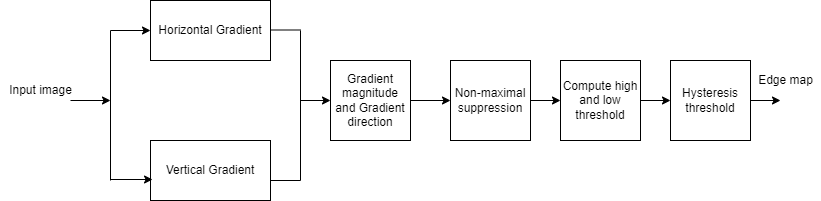 Horizontal Gradient
Input image
Vertical Gradient
Gradient
magnitude
and Gradient
direction
Non-maximal
suppression
Compute high
and low
threshold
Hysteresis
threshold
Edge map